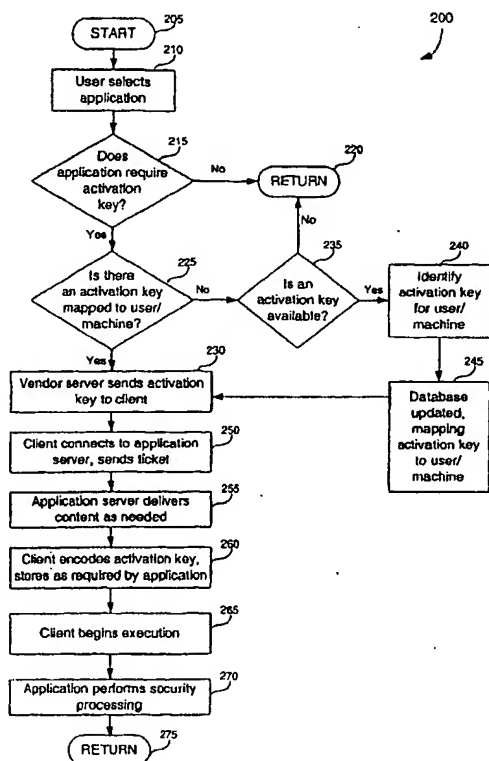 START
205
200
210
User selects
application
215
Does
application require
activation
key?
No
220
RETURN
Yes
No
225
Is there
an activation key
mapped to user/
machine?
No
235
Is an
activation key
available?
Yes
240
Identify
activation key
for user/
machine
Yes
230
Vendor server sends activation
key to client
245
Database
updated,
mapping
activation key
to user/
machine
250
Client connects to application
server, sends ticket
255
Application server delivers
content as needed
260
Client encodes activation key,
stores as required by application
265
Client begins execution
270
Application performs security
processing
RETURN
275